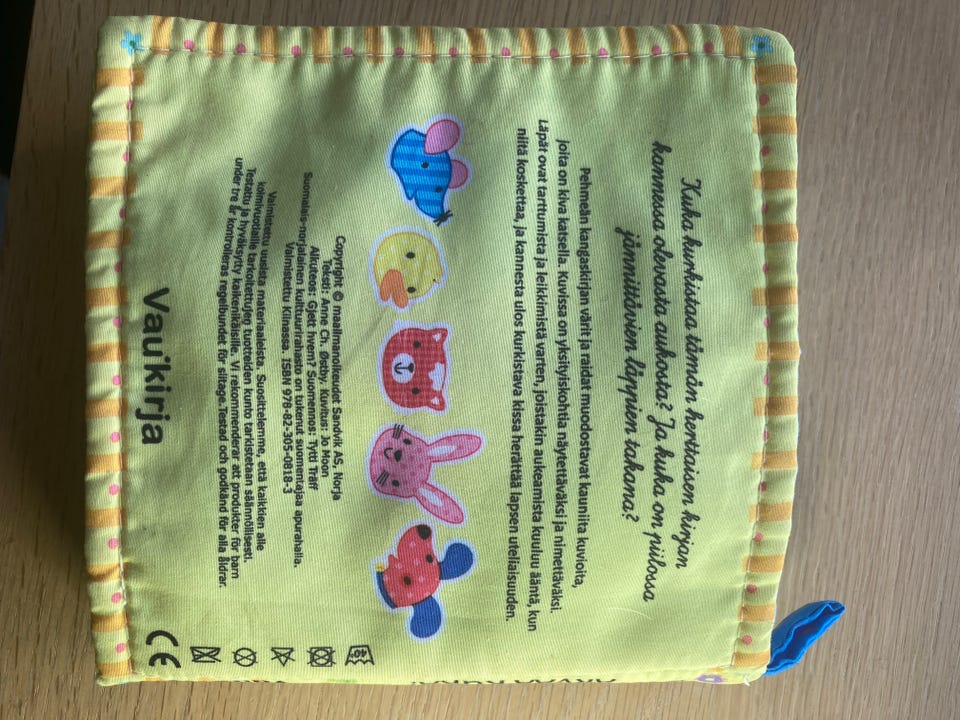 Kuka kurkistaa tämän herttaisen kirjan
kannessa olevasta aukosta? Ja kuka on piilossa
jännittävien läppien takana?
Pehmeän kangaskirjan värit ja raidat muodostavat kauniita kuvioita,
joita on kiva katsella. Kuvissa on yksityiskohtia näytettäväksi ja nimettäväksi.
Läpät ovat tarttumista ja leikkimistä varten, joistakin aukeamista kuuluu ääntä, kun
niitä koskettaa, ja kannesta ulos kurkistava kissa herättää lapsen uteliaisuuden.
Copyright © maailmanoikeudet Sandvik AS, Norja
Teksti: Anne Ch. Østby. Kuvitus: Jo Moon
Alkuteos: Gjett hvem? Suomennos: Tytti Träff
Suomalais-norjalainen kulttuurirahasto on tukenut suomentajaa apurahalla.
Valmistettu Kiinassa. ISBN 978-82-305-0818-3
Valmistettu uusista materiaaleista. Suosittelemme, että kaikkien alle
kolmivuotiaille tarkoitettujen tuotteiden kunto tarkistetaan säännöllisesti.
Testattu ja hyväksytty kaikenikäisille. Vi rekommenderar att produkter för barn
under tre år kontrolleras regelbundet för slitage.Testad och godkänd för alla åldrar.
Vau!kirja
CE
40°